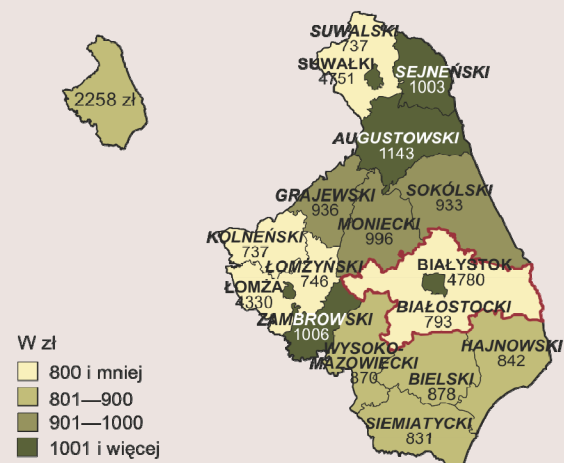 SUWALSKI
737
SUWAŁKI
4751
SEJNEŃSKI
1003
2258 zł
AUGUSTOWSKI
1143
GRAJEWSKI
936
SOKÓLSKI
933
MONIECKI
996
KOLNEŃSKI
737
ŁOMŻYŃSKI
746
BIAŁYSTOK
4780
ŁOMŻA
4330
BIAŁOSTOCKI
793
ZAMBROWSKI
1006
WYSOKO-
MAZOWIECKI
870
HAJNOWSKI
842
BIELSKI
878
SIEMIATYCKI
831
W zł
800 i mniej
801—900
901—1000
1001 i więcej